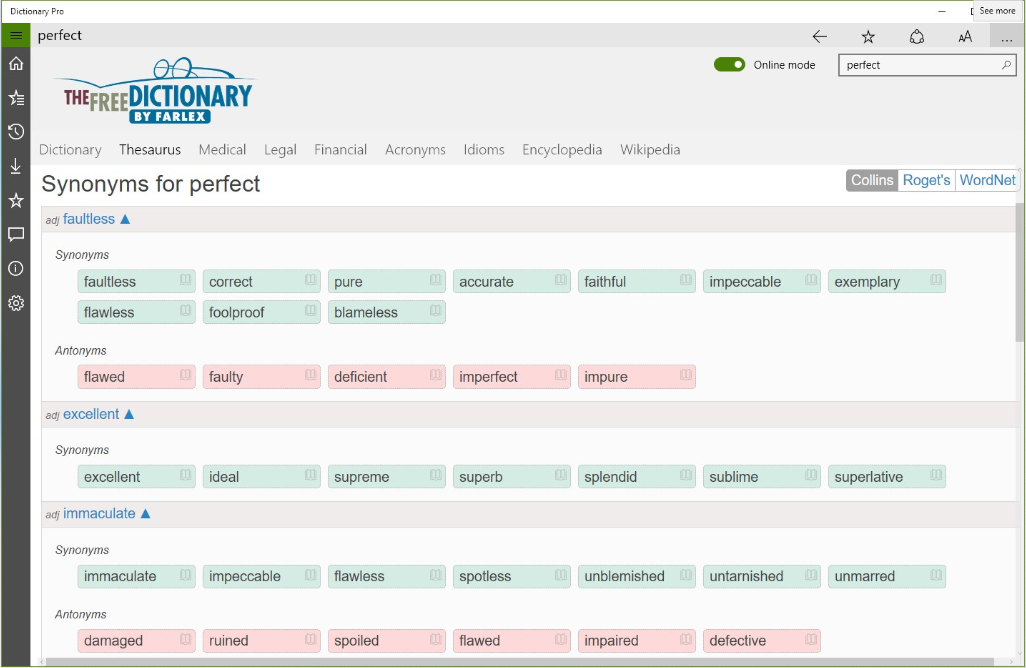 Dictionary Pro
See more
perfect
AA
...
THEFREEDICTIONARY
BY FARLEX
Online mode
perfect
Dictionary Thesaurus Medical Legal Financial Acronyms Idioms Encyclopedia Wikipedia
Synonyms for perfect
Collins Roget's WordNet
adj faultless ▲
Synonyms
faultless correct pure accurate faithful impeccable exemplary
flawless foolproof blameless
Antonyms
flawed faulty deficient imperfect impure
adj excellent ▲
Synonyms
excellent ideal supreme superb splendid sublime superlative
adj immaculate ▲
Synonyms
immaculate impeccable flawless spotless unblemished untarnished unmarred
Antonyms
damaged ruined spoiled flawed impaired defective